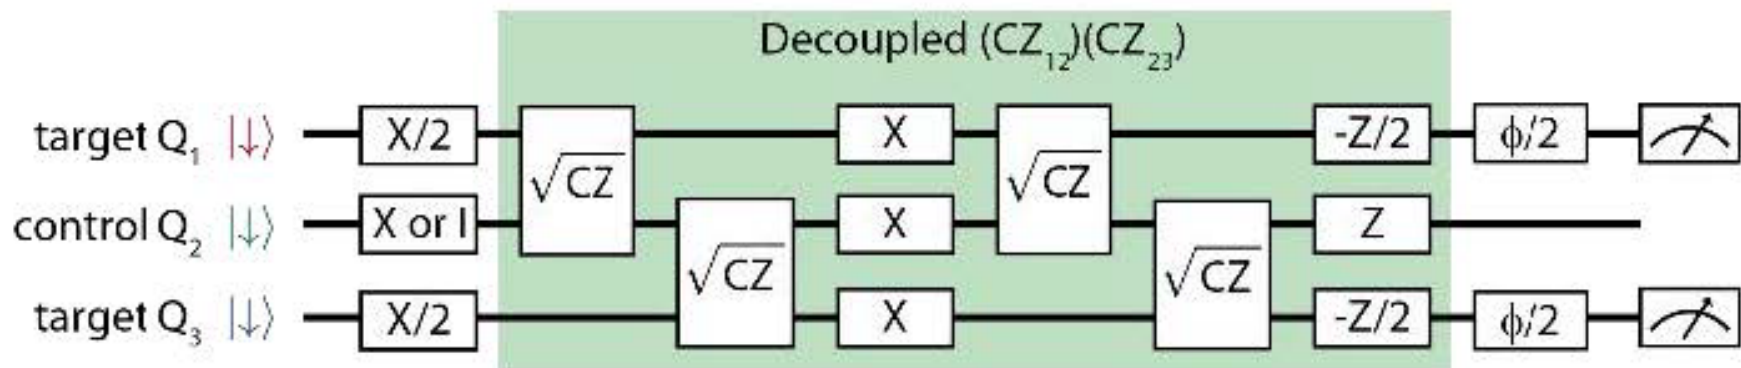 Decoupled (CZ₁₂)(CZ₂₃)
target Q₁ |↓⟩ X/2 √CZ X √CZ -Z/2 ϕ/2
control Q₂ |↓⟩ X or I √CZ X √CZ Z
target Q₃ |↓⟩ X/2 X -Z/2 ϕ/2